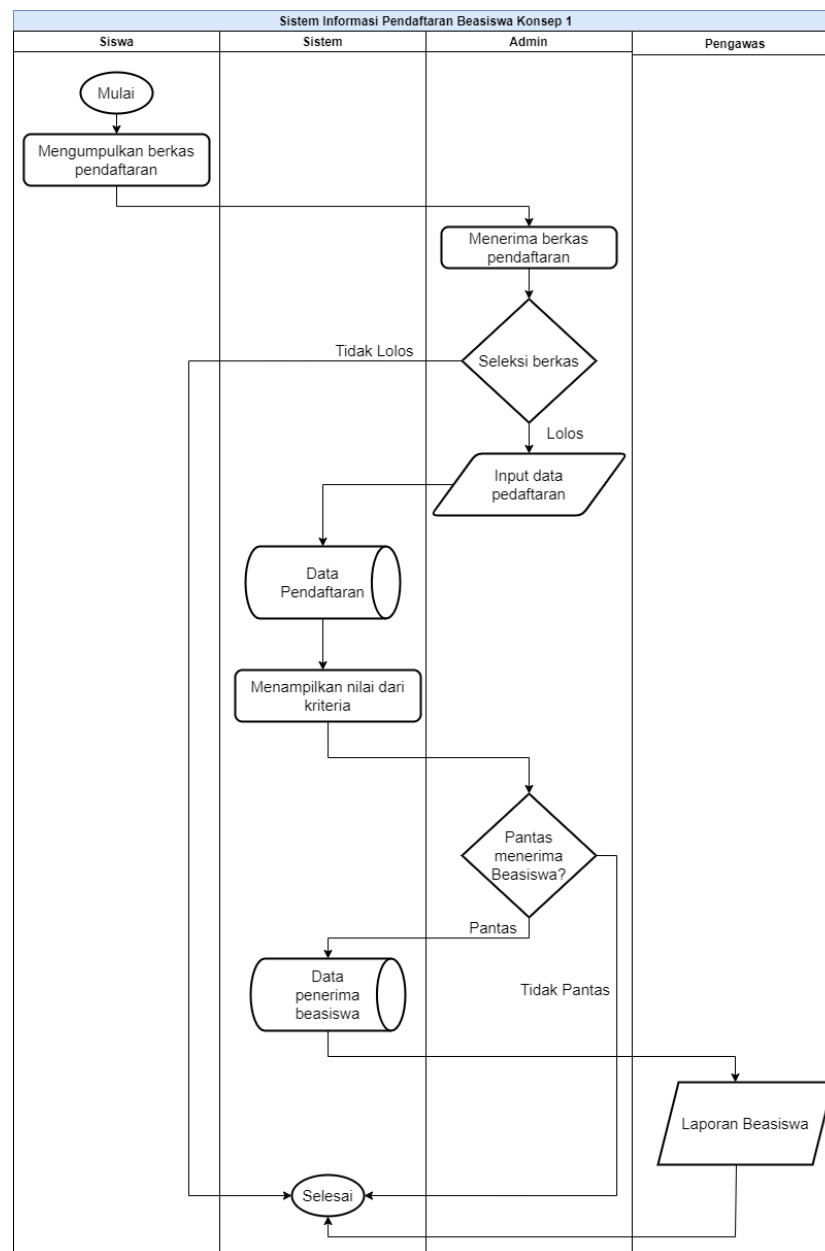 Sistem Informasi Pendaftaran Beasiswa Konsep 1
Siswa
Sistem
Admin
Pengawas
Mulai
Mengumpulkan berkas
pendaftaran
Menerima berkas
pendaftaran
Tidak Lolos
Seleksi berkas
Lolos
Input data
pedaftaran
Data
Pendaftaran
Menampilkan nilai dari
kriteria
Pantas
menerima
Beasiswa?
Pantas
Data
penerima
beasiswa
Tidak Pantas
Laporan Beasiswa
Selesai